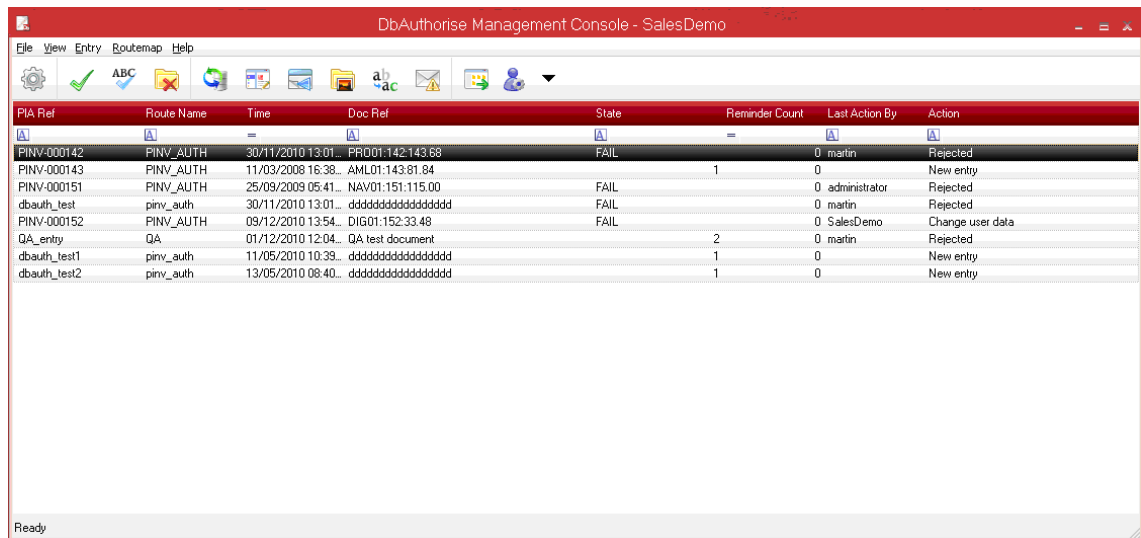 DbAuthorise Management Console - SalesDemo
File View Entry Routemap Help
ABC
ab
ac
PIA Ref Route Name Time Doc Ref State Reminder Count Last Action By Action
A A = A A = A A
PINV-000142 PINV_AUTH 30/11/2010 13:01... PRO01:142:143.68 FAIL 0 martin Rejected
PINV-000143 PINV_AUTH 11/03/2008 16:38... AML01:143:81.84 1 0 New entry
PINV-000151 PINV_AUTH 25/09/2009 05:41... NAV01:151:115.00 FAIL 0 administrator Rejected
dbauth_test pinv_auth 30/11/2010 13:01... ddddddddddddddddd FAIL 0 martin Rejected
PINV-000152 PINV_AUTH 09/12/2010 13:54... DIG01:152:33.48 FAIL 0 SalesDemo Change user data
QA_entry QA 01/12/2010 12:04... QA test document 2 0 martin Rejected
dbauth_test1 pinv_auth 11/05/2010 10:39... ddddddddddddddddd 1 0 New entry
dbauth_test2 pinv_auth 13/05/2010 08:40... ddddddddddddddddd 1 0 New entry
Ready